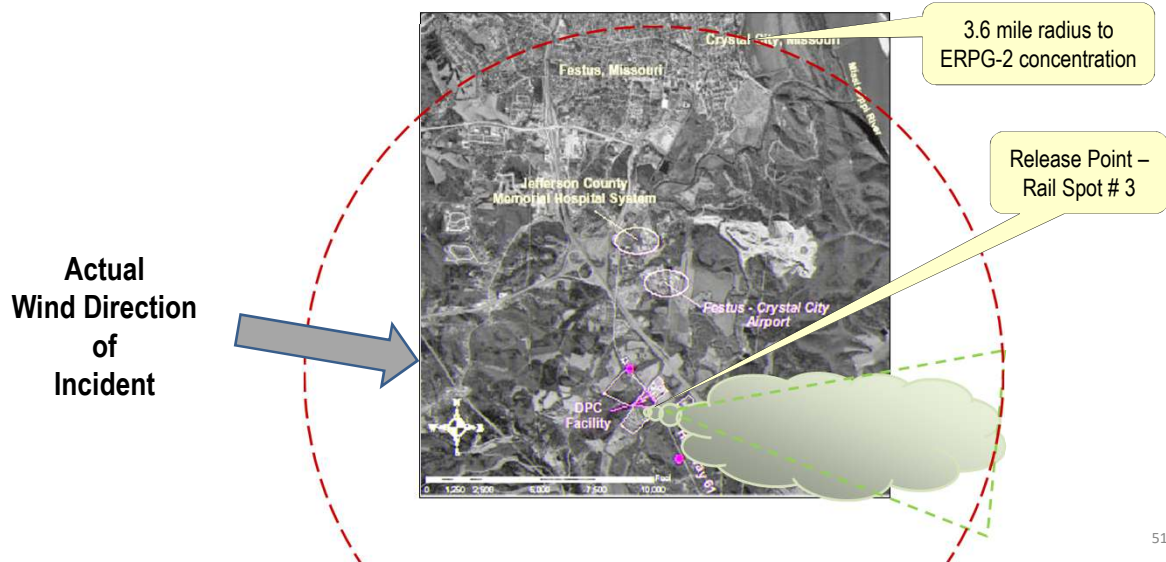 3.6 mile radius to
ERPG-2 concentration
Crystal City, Missouri
Festus, Missouri
Mississippi River
Release Point –
Rail Spot # 3
Jefferson County
Memorial Hospital System
Actual
Wind Direction
of
Incident
Festus - Crystal City
Airport
DPC
Facility
61
0 1,250 2,500 5,000 7,500 10,000
Feet
51